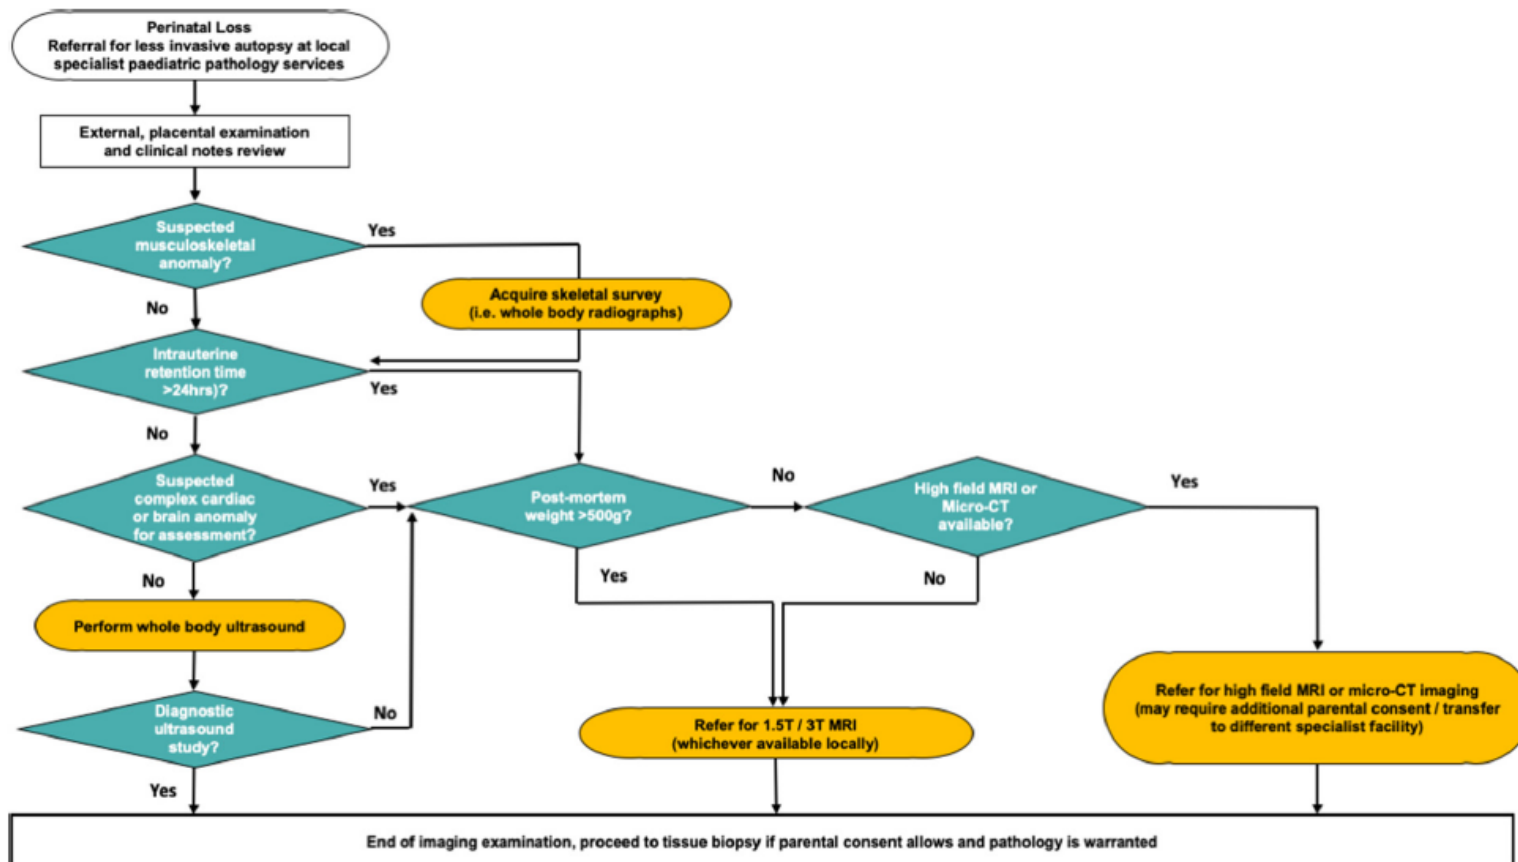 Perinatal Loss
Referral for less invasive autopsy at local
specialist paediatric pathology services
External, placental examination
and clinical notes review
Suspected
musculoskeletal
anomaly?
Yes
No
Acquire skeletal survey
(i.e. whole body radiographs)
Intrauterine
retention time
>24hrs)?
Yes
No
Suspected
complex cardiac
or brain anomaly
for assessment?
Yes
No
Post-mortem
weight >500g?
No
Yes
High field MRI or
Micro-CT
available?
Yes
No
Perform whole body ultrasound
Diagnostic
ultrasound
study?
No
Yes
Refer for 1.5T / 3T MRI
(whichever available locally)
Refer for high field MRI or micro-CT imaging
(may require additional parental consent / transfer
to different specialist facility)
End of imaging examination, proceed to tissue biopsy if parental consent allows and pathology is warranted